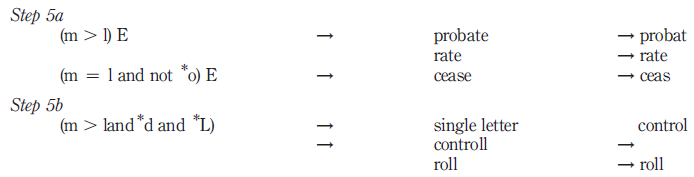 Step 5a
(m > l) E → probate → probat
rate → rate
(m = l and not *o) E → cease → ceas
Step 5b
(m > land *d and *L) → single letter control
→ controll →
roll → roll